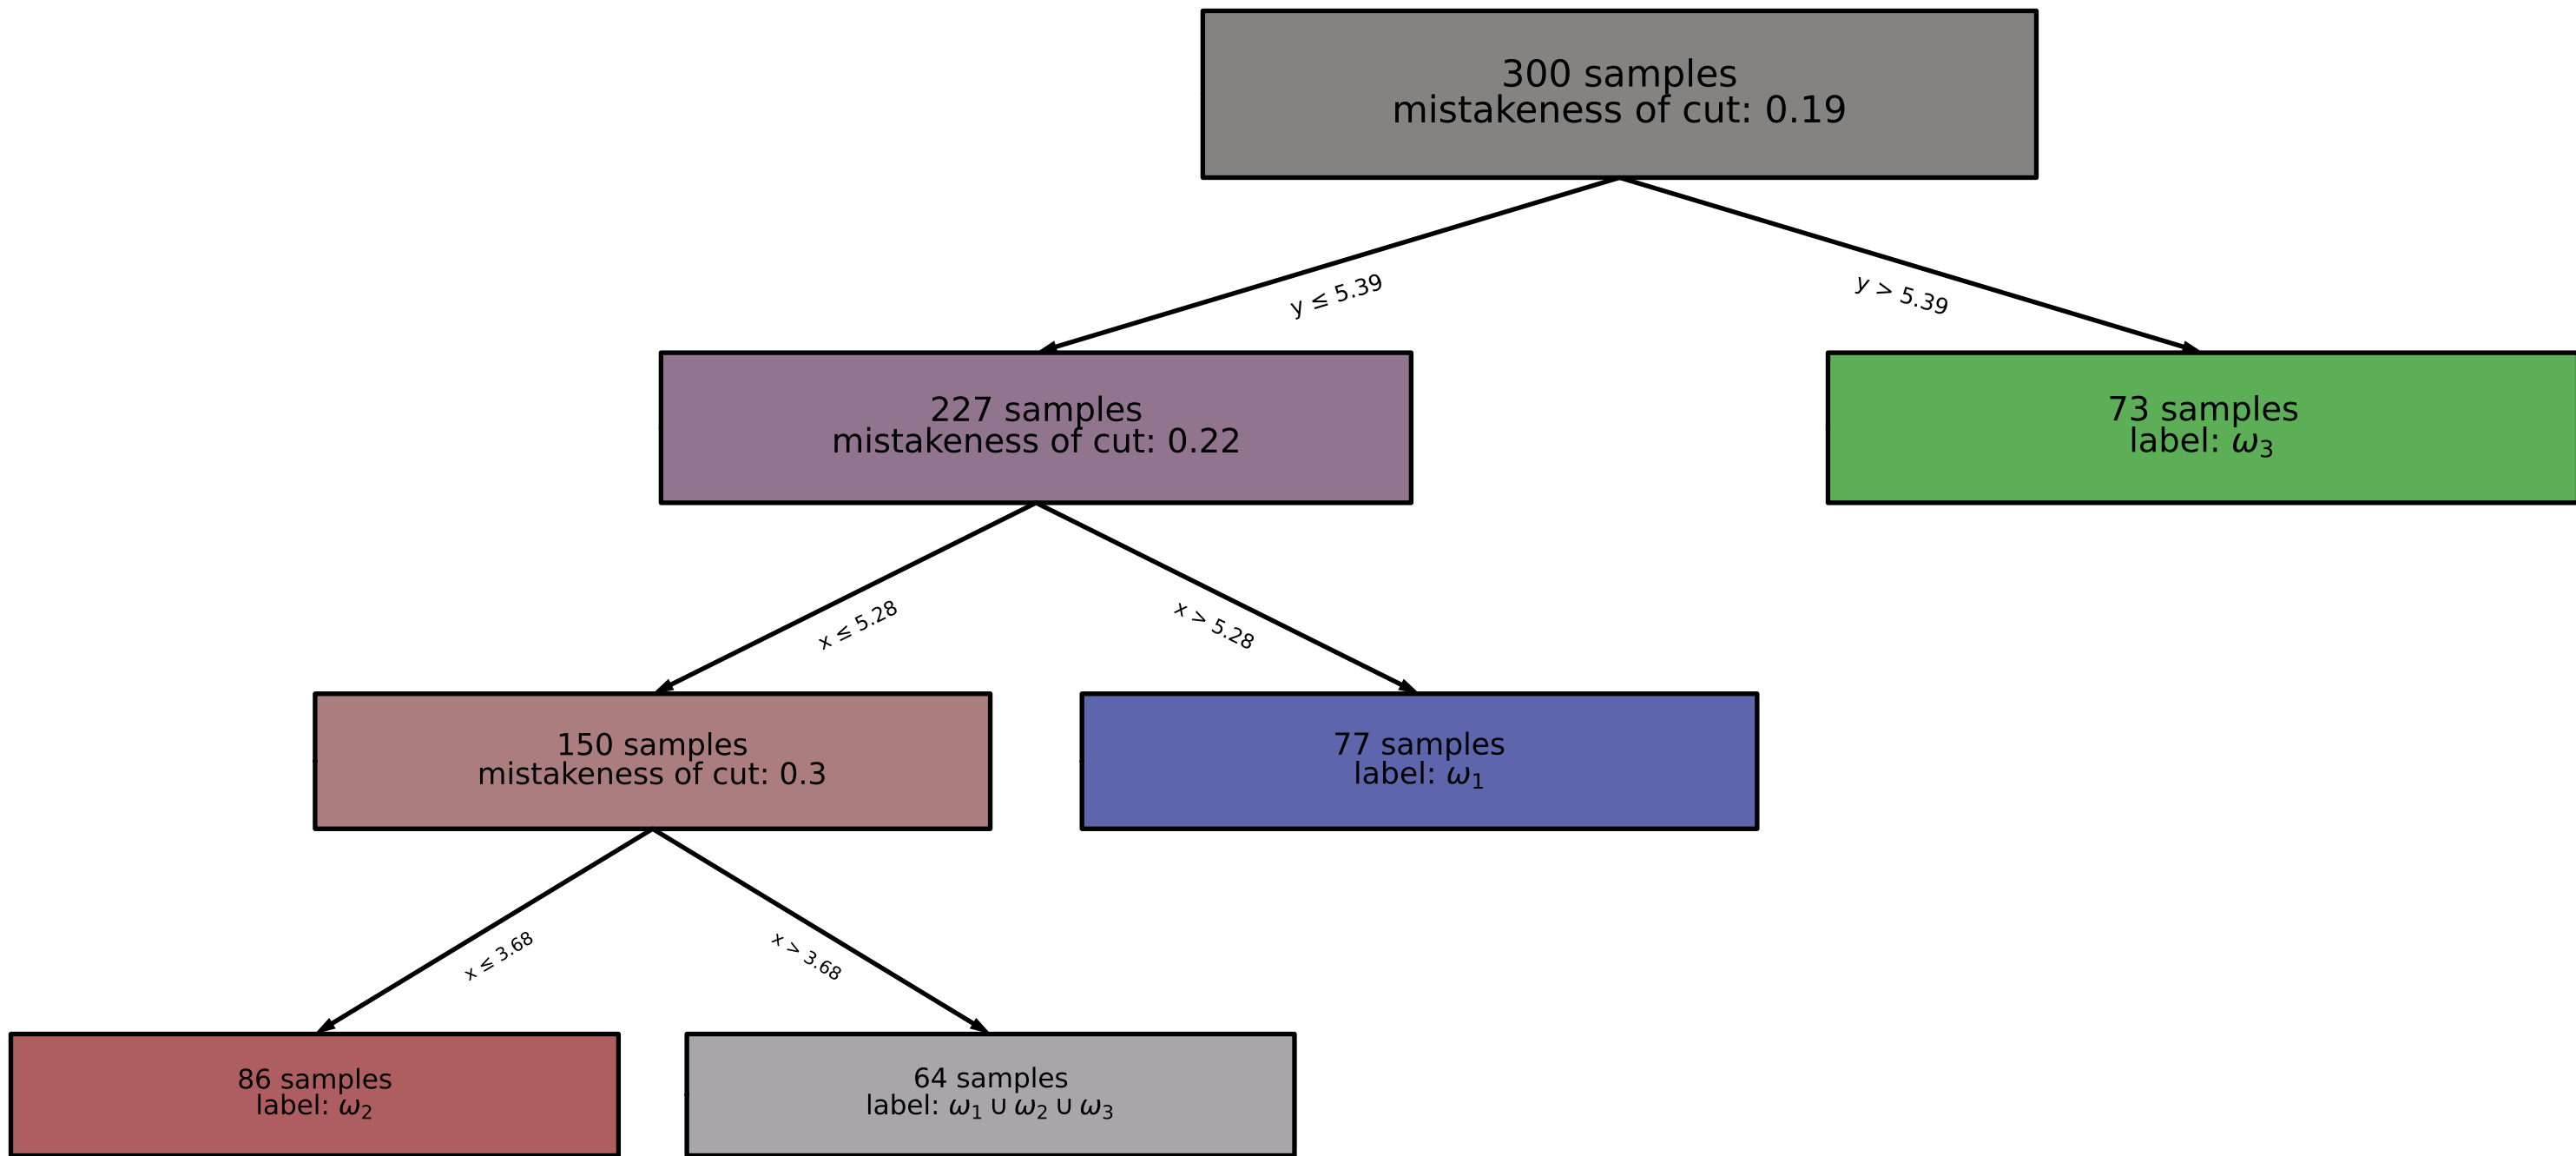 300 samples
mistakeness of cut: 0.19
y ≤ 5.39
y > 5.39
227 samples
mistakeness of cut: 0.22
73 samples
label: ω₃
x ≤ 5.28
x > 5.28
150 samples
mistakeness of cut: 0.3
77 samples
label: ω₁
x ≤ 3.68
x > 3.68
86 samples
label: ω₂
64 samples
label: ω₁ ∪ ω₂ ∪ ω₃